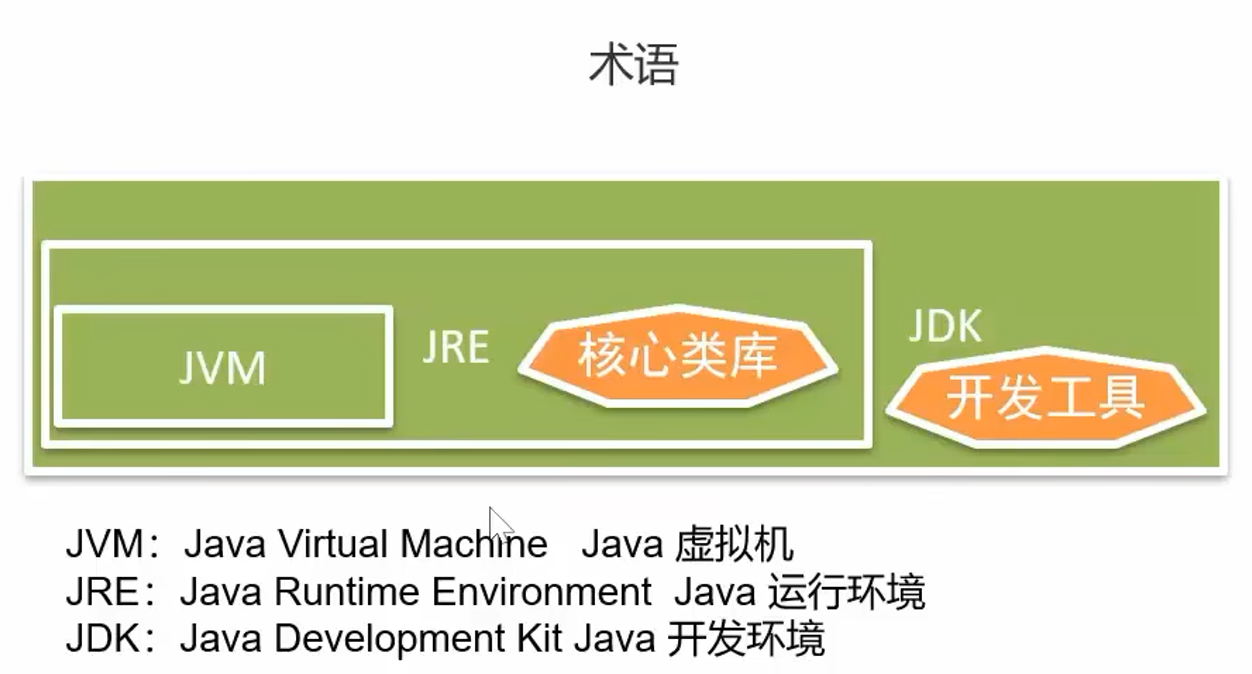 术语
JDK
JVM
JRE
核心类库
开发工具
JVM：Java Virtual Machine Java 虚拟机
JRE：Java Runtime Environment Java 运行环境
JDK：Java Development Kit Java 开发环境